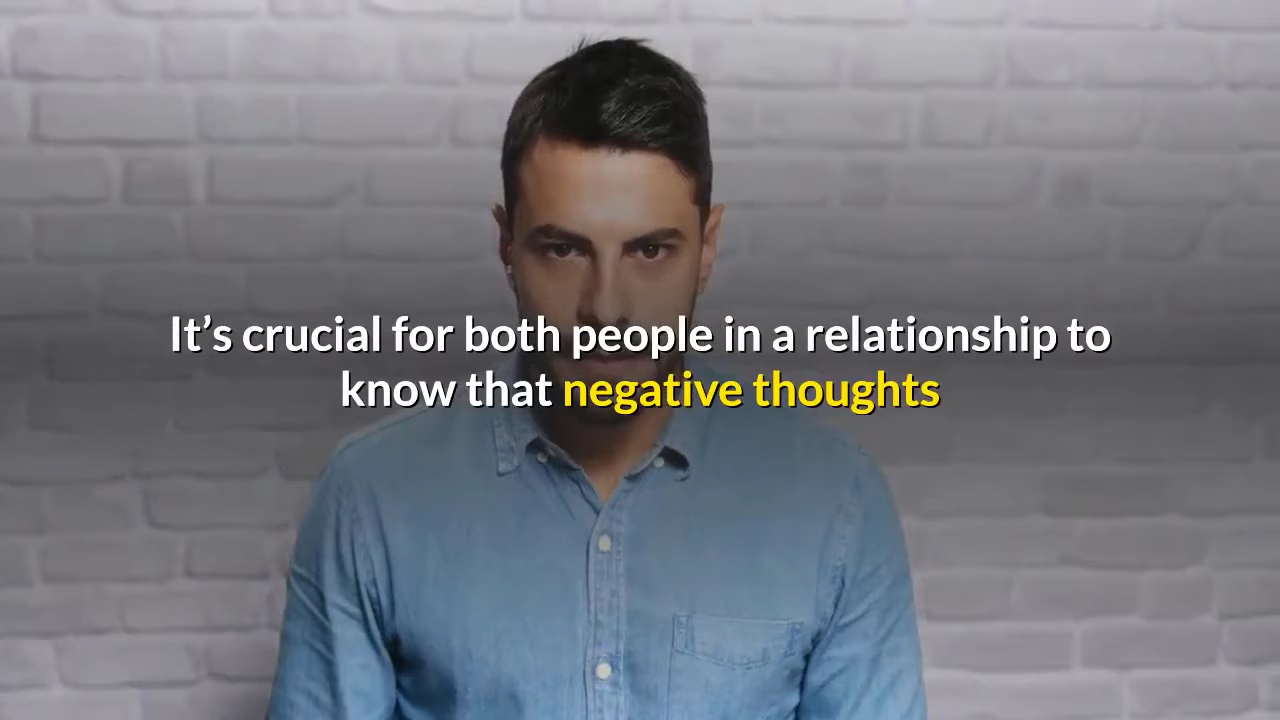 It’s crucial for both people in a relationship to
know that negative thoughts